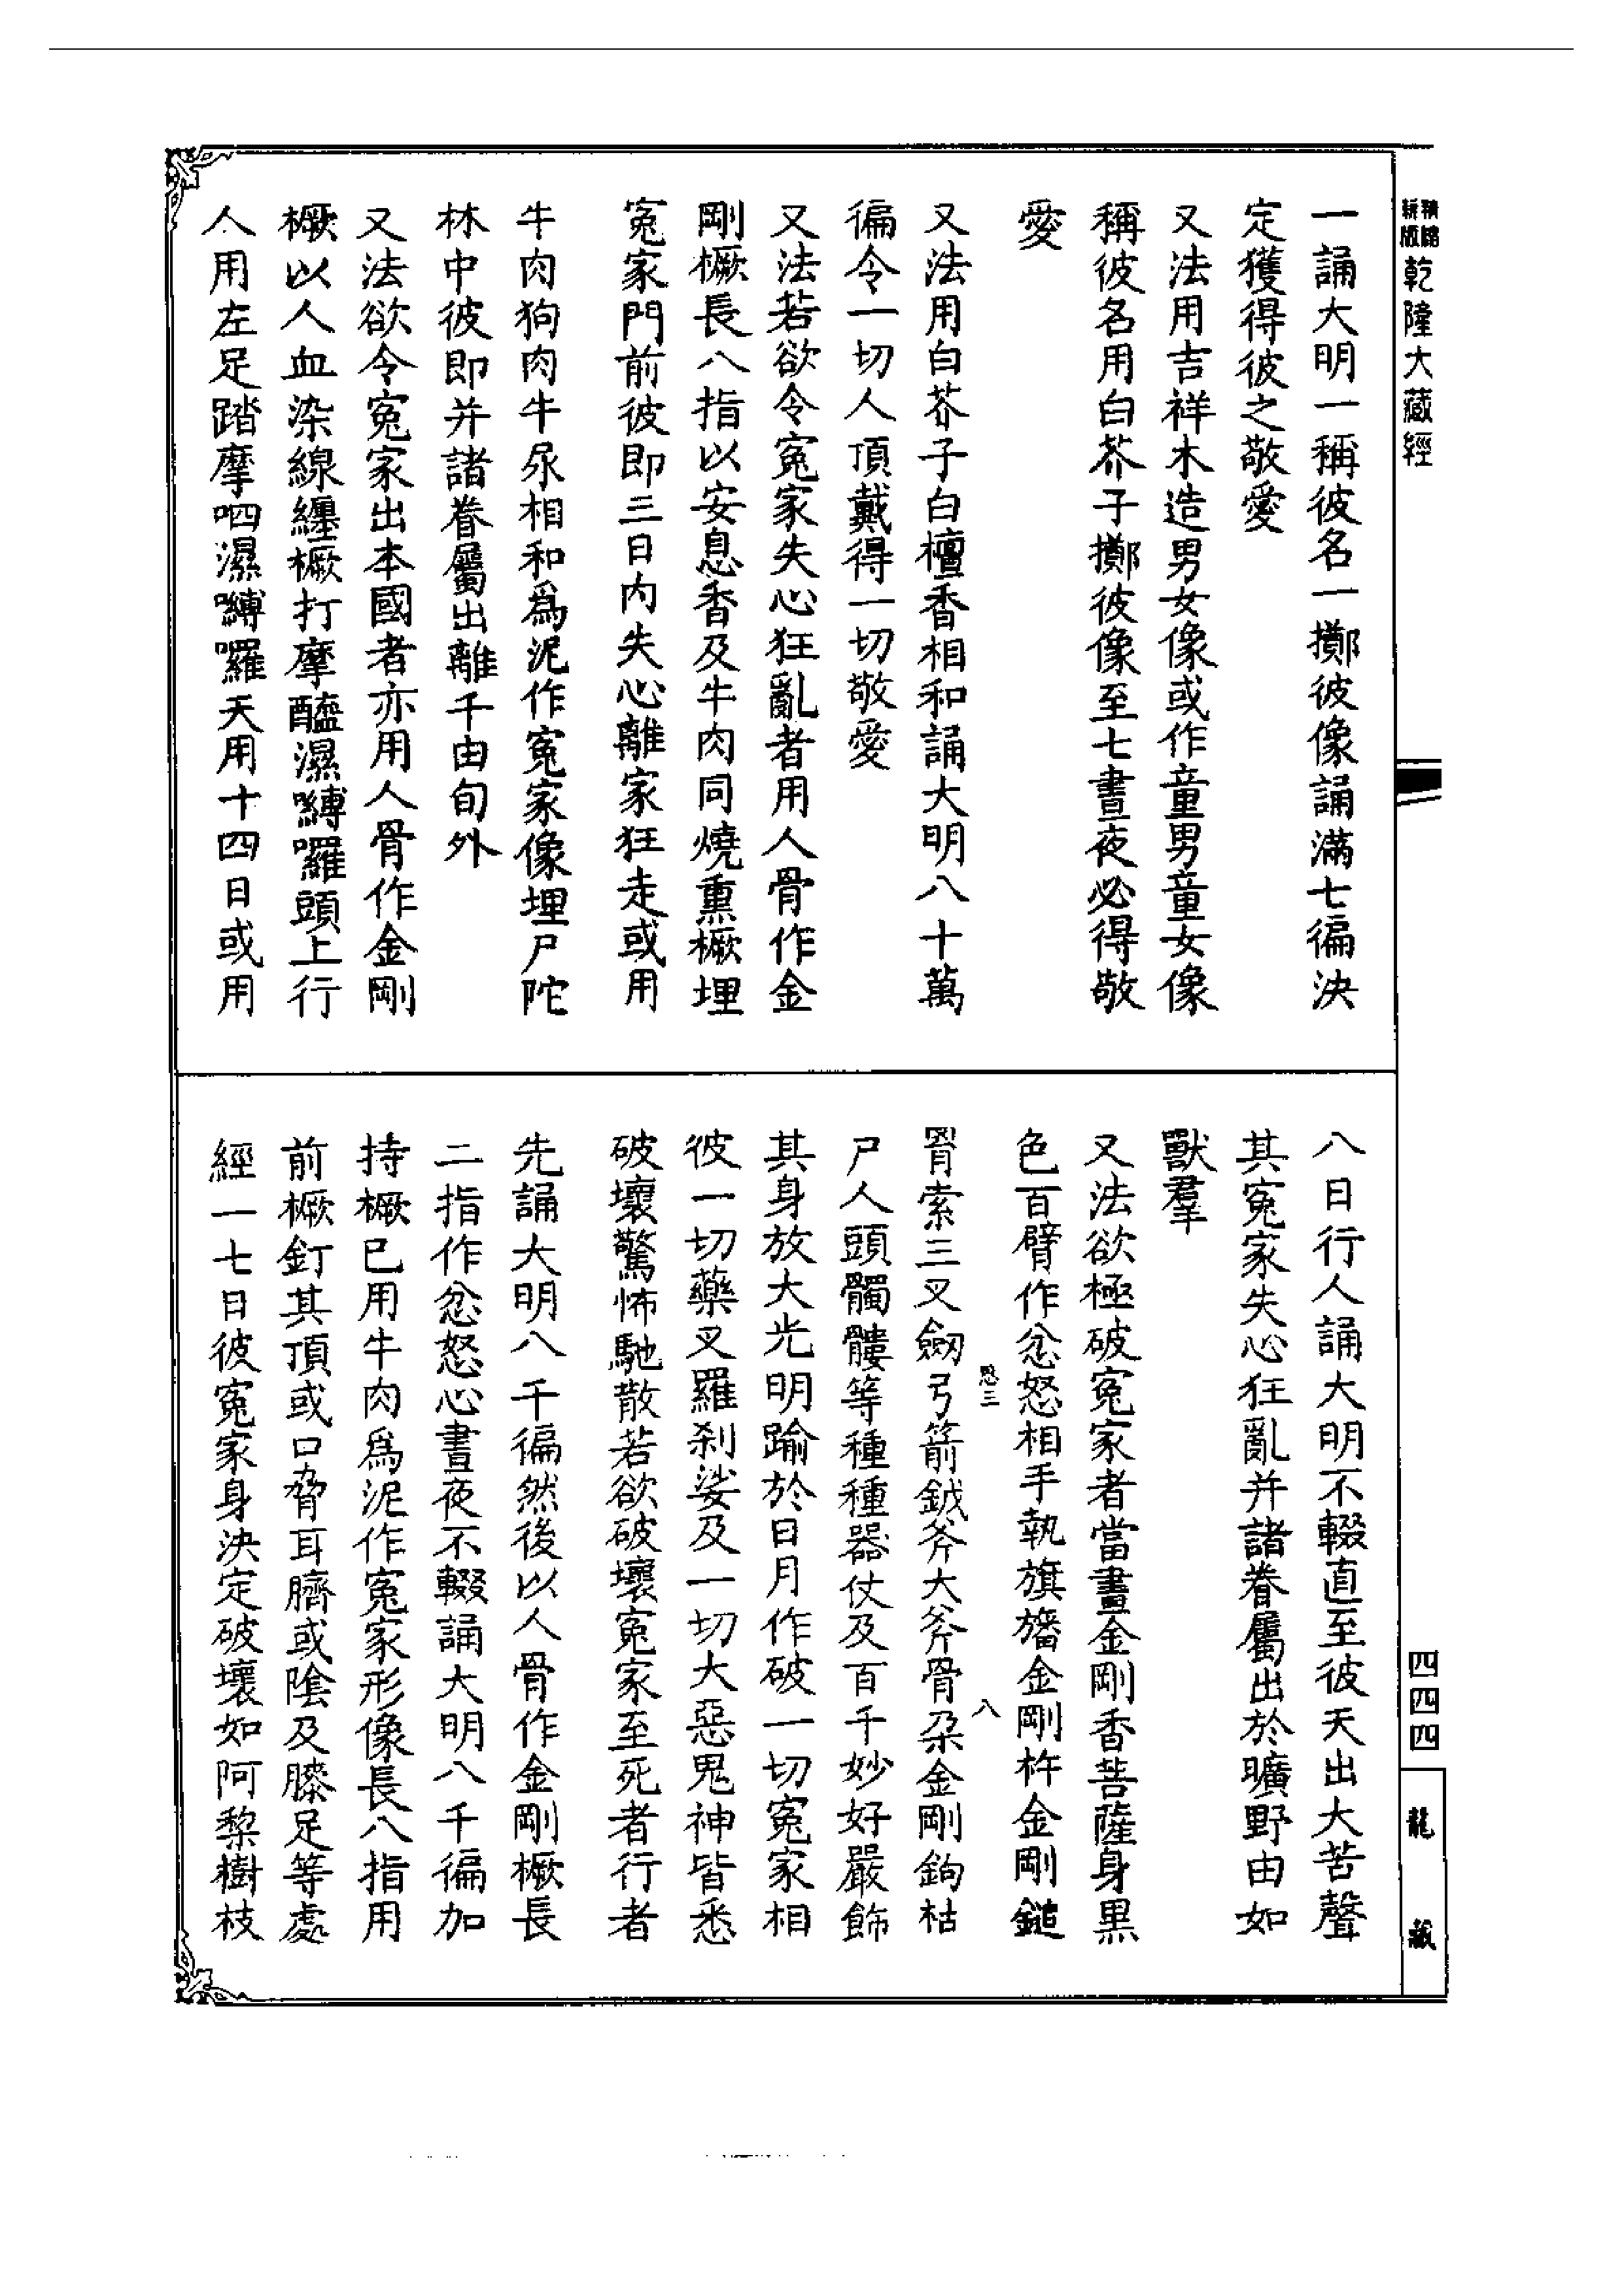 精縮新版乾隆大藏經
一誦大明一稱彼名一擲彼像誦滿七徧決
定獲得彼之敬愛
又法用吉祥木造男女像或作童男童女像
稱彼名用白芥子擲彼像至七晝夜必得敬
愛
又法用白芥子白檀香相和誦大明八十萬
徧令一切人頂戴得一切敬愛
又法若欲令冤家失心狂亂者用人骨作金
剛橛長八指以安息香及牛肉同燒熏橛埋
冤家門前彼即三日內失心離家狂走或用
牛肉狗肉牛尿相和為泥作冤家像埋尸陀
林中彼即并諸眷屬出離千由旬外
又法欲令冤家出本國者亦用人骨作金剛
橛以人血染線纏橛打摩醯濕嚩囉頭上行
人用左足踏摩呬濕嚩囉天用十四日或用
八日行人誦大明不輟直至彼天出大苦聲
其冤家失心狂亂并諸眷屬出於曠野由如
獸羣
又法欲極破冤家者當畫金剛香菩薩身黑
色百臂作忿怒相手執旗旛金剛杵金剛鎚
罥索三叉劒弓箭鉞斧大斧骨朵金剛鉤枯
尸人頭髑髏等種種器仗及百千妙好嚴飾
其身放大光明踰於日月作破一切冤家相
彼一切藥叉羅刹娑及一切大惡鬼神皆悉
破壞驚怖馳散若欲破壞冤家至死者行者
先誦大明八千徧然後以人骨作金剛橛長
二指作忿怒心晝夜不輟誦大明八千徧加
持橛已用牛肉為泥作冤家形像長八指用
前橛釘其頂或口脅耳臍或陰及膝足等處
經一七日彼冤家身決定破壞如阿棃樹枝
八
四四四
龍藏